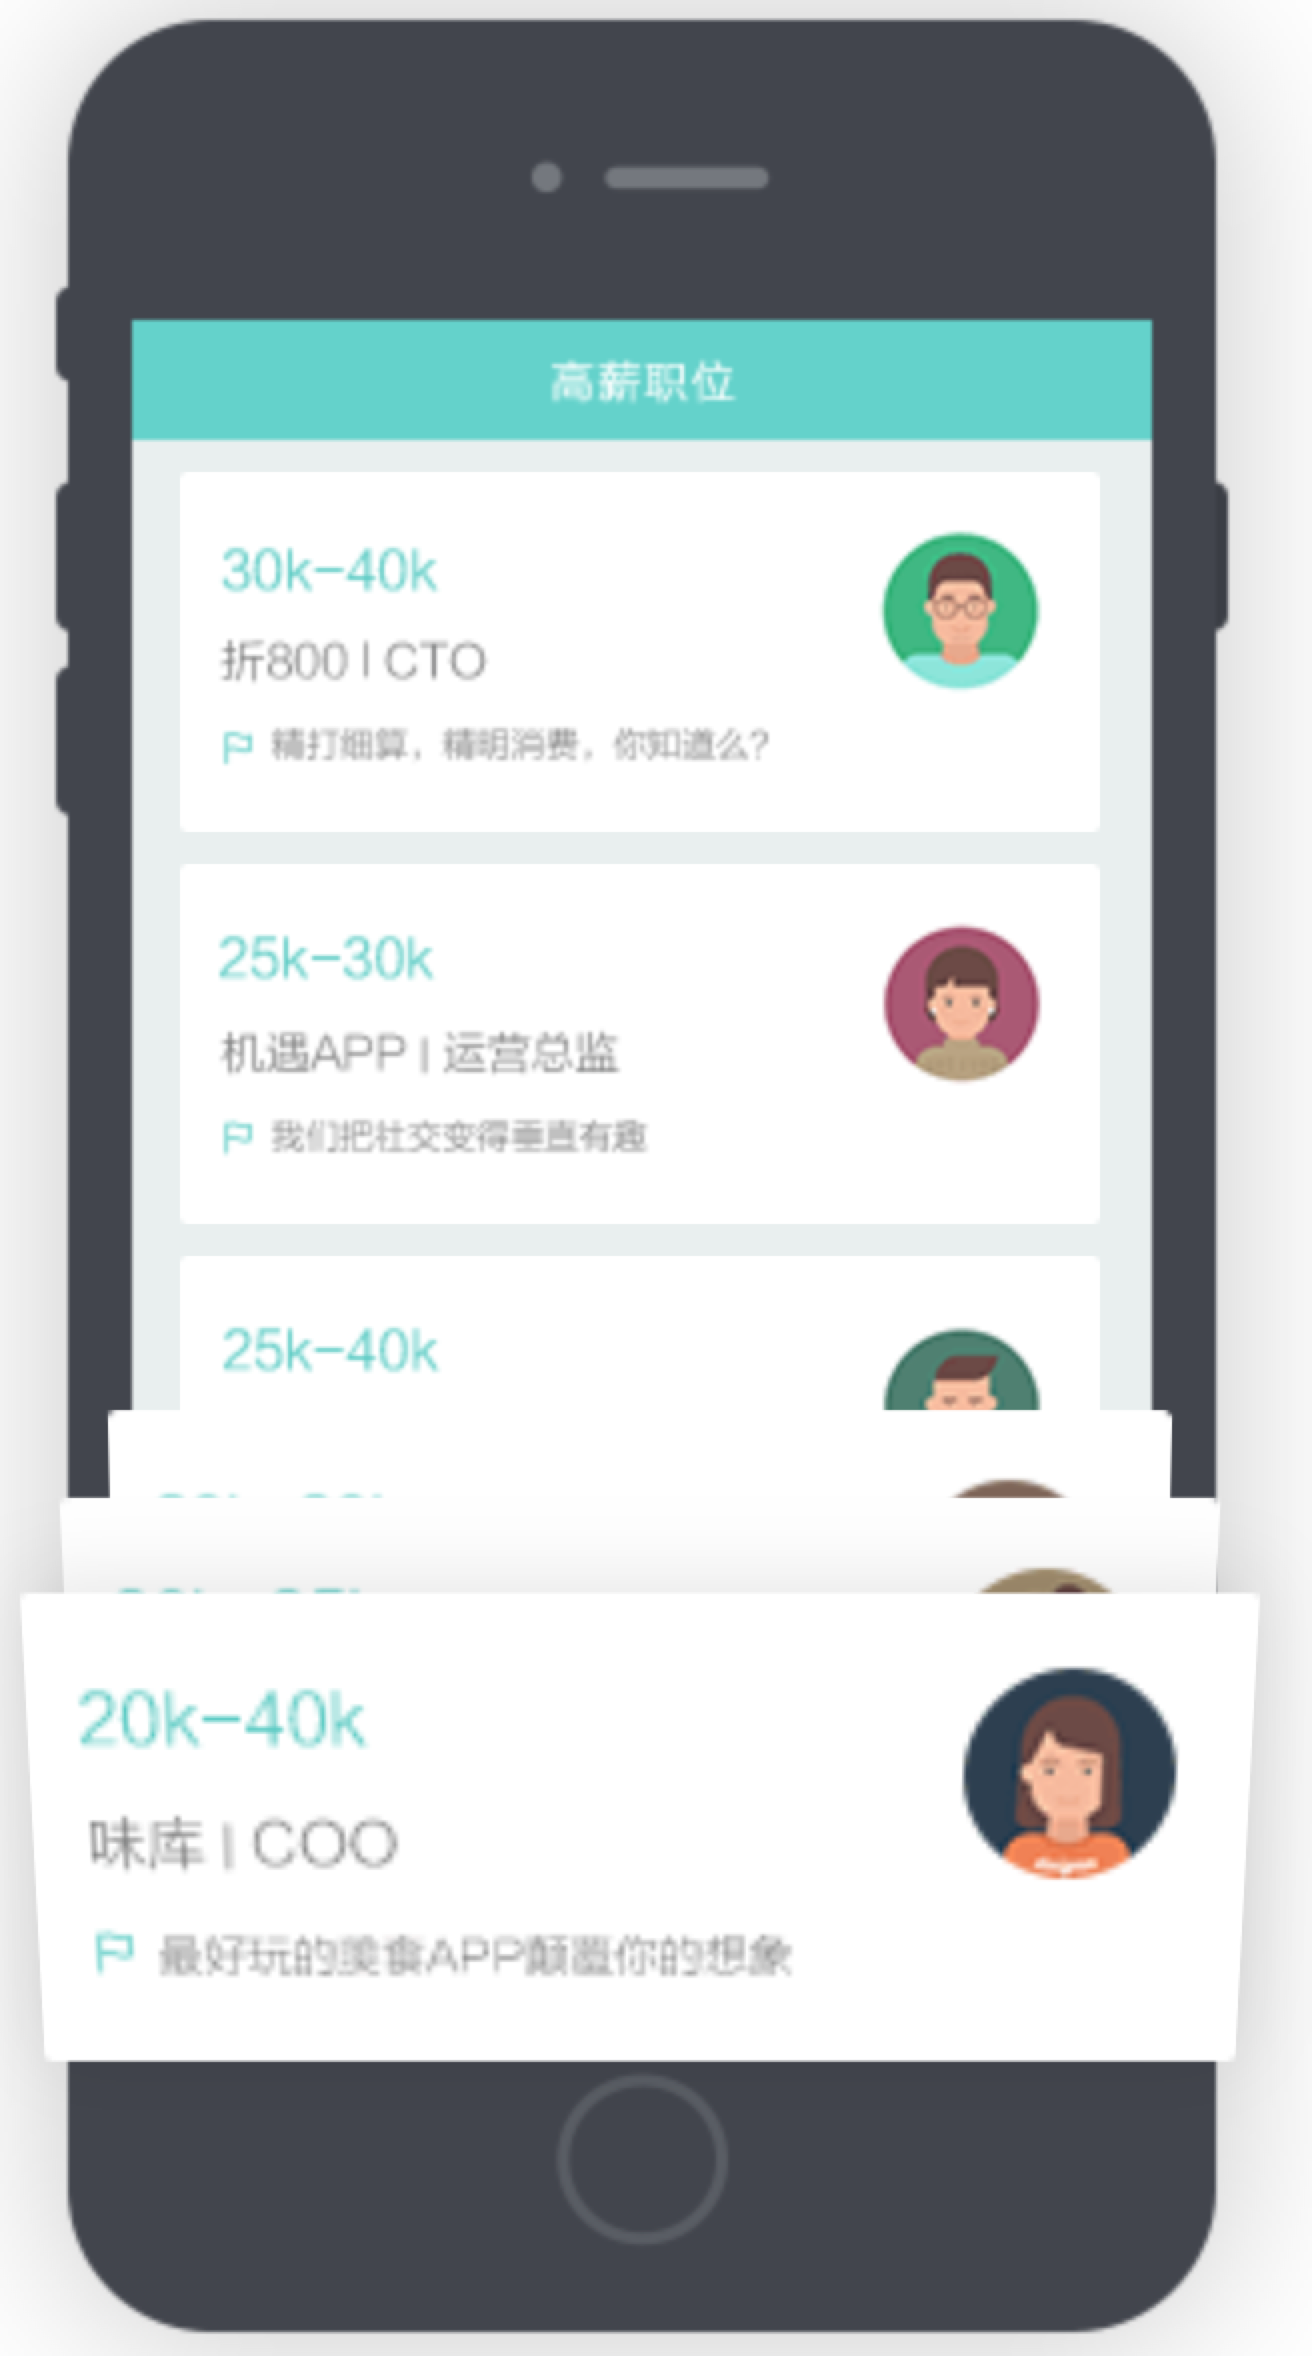 高薪职位
30k-40k
折800 | CTO
精打细算，精明消费，你知道么？
25k-30k
机遇APP | 运营总监
我们把社交变得垂直有趣
25k-40k
20k-40k
味库 | COO
最好玩的美食APP颠覆你的想象